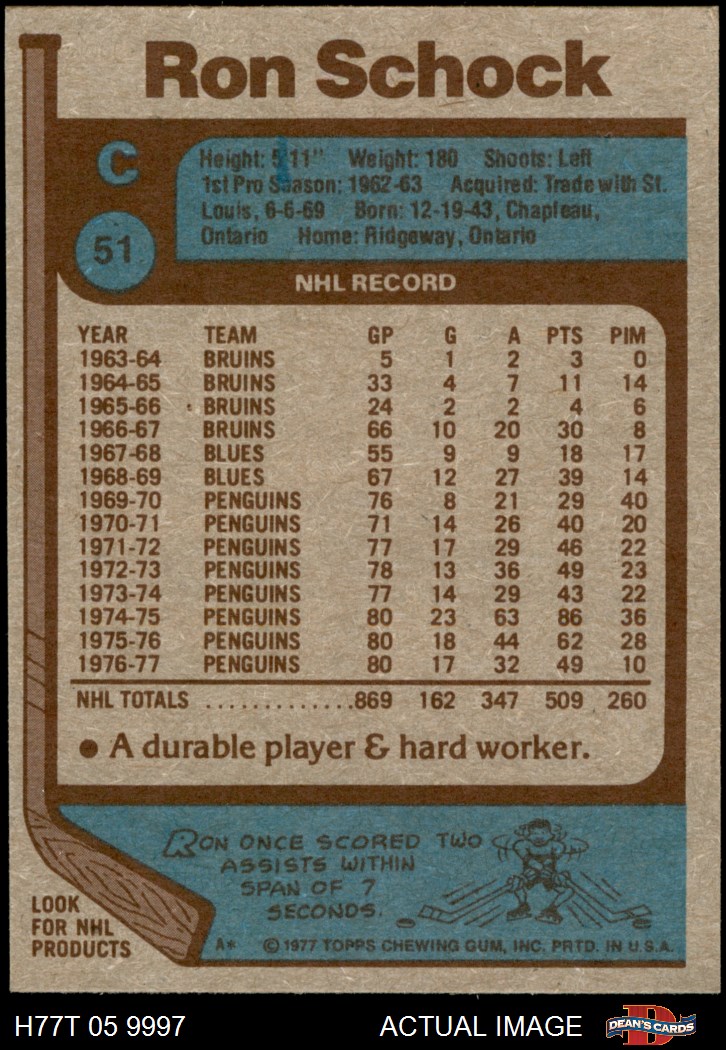 Ron Schock
C
51
Height: 5'11" Weight: 180 Shoots: Left
1st Pro Season: 1962-63 Acquired: Trade with St.
Louis, 6-6-69 Born: 12-19-43, Chapleau,
Ontario Home: Ridgeway, Ontario
NHL RECORD
YEAR TEAM GP G A PTS PIM
1963-64 BRUINS 5 1 2 3 0
1964-65 BRUINS 33 4 7 11 14
1965-66 BRUINS 24 2 2 4 6
1966-67 BRUINS 66 10 20 30 8
1967-68 BLUES 55 9 9 18 17
1968-69 BLUES 67 12 27 39 14
1969-70 PENGUINS 76 8 21 29 40
1970-71 PENGUINS 71 14 26 40 20
1971-72 PENGUINS 77 17 29 46 22
1972-73 PENGUINS 78 13 36 49 23
1973-74 PENGUINS 77 14 29 43 22
1974-75 PENGUINS 80 23 63 86 36
1975-76 PENGUINS 80 18 44 62 28
1976-77 PENGUINS 80 17 32 49 10
NHL TOTALS .............869 162 347 509 260
● A durable player & hard worker.
RON ONCE SCORED TWO
ASSISTS WITHIN
SPAN OF 7
SECONDS.
LOOK
FOR NHL
PRODUCTS
A* © 1977 TOPPS CHEWING GUM, INC. PRTD. IN U.S.A.
H77T 05 9997 ACTUAL IMAGE D DEAN'S CARDS